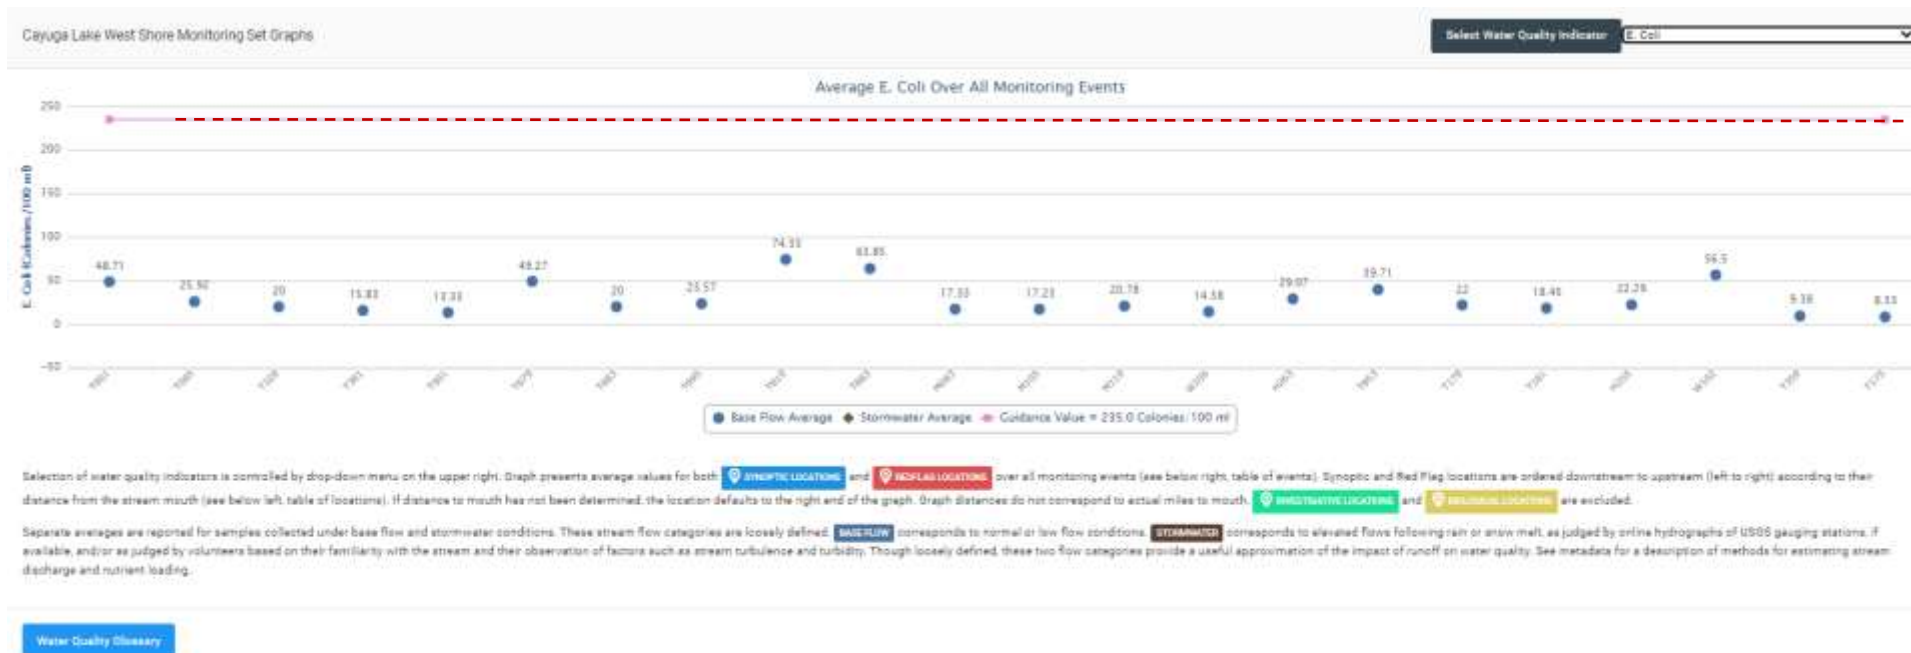 Cayuga Lake West Shore Monitoring Set Graphs
Select Water Quality Indicator
E. Coli
Average E. Coli Over All Monitoring Events
E. Coli (Colonies/100 ml)
250
200
150
100
50
0
-50
48.71
25.92
20
15.83
13.33
49.27
20
23.57
74.33
63.85
17.33
17.23
20.78
14.58
29.07
39.71
22
18.46
22.29
56.5
9.38
8.33
Base Flow Average Stormwater Average Guidance Value = 235.0 Colonies/100 ml
Selection of water quality indicators is controlled by drop-down menu on the upper right. Graph presents average values for both SYNOPTIC LOCATIONS and REDFLAG LOCATIONS over all monitoring events (see below right, table of events). Synoptic and Red Flag locations are ordered downstream to upstream (left to right) according to their
distance from the stream mouth (see below left, table of locations). If distance to mouth has not been determined, the location defaults to the right end of the graph. Graph distances do not correspond to actual miles to mouth. INVESTIGATIVE LOCATIONS and BIOLOGICAL LOCATIONS are excluded.
Separate averages are reported for samples collected under base flow and stormwater conditions. These stream flow categories are loosely defined. BASE FLOW corresponds to normal or low flow conditions. STORMWATER corresponds to elevated flows following rain or snow melt, as judged by online hydrographs of USGS gauging stations, if
available, and/or as judged by volunteers based on their familiarity with the stream and their observation of factors such as stream turbulence and turbidity. Though loosely defined, these two flow categories provide a useful approximation of the impact of runoff on water quality. See metadata for a description of methods for estimating stream
discharge and nutrient loading.
Water Quality Glossary